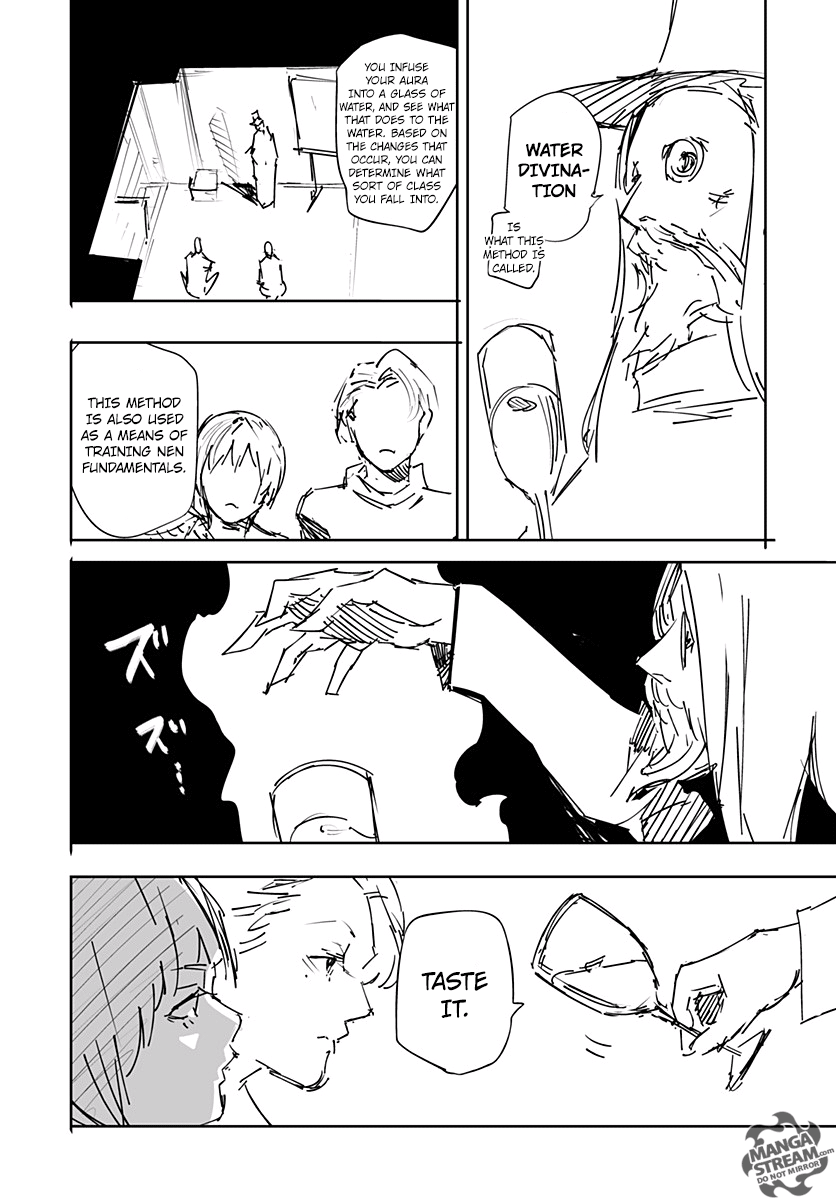 WATER
DIVINA-
TION
IS
WHAT THIS
METHOD IS
CALLED.
YOU INFUSE
YOUR AURA
INTO A GLASS OF
WATER, AND SEE WHAT
THAT DOES TO THE
WATER. BASED ON
THE CHANGES THAT
OCCUR, YOU CAN
DETERMINE WHAT
SORT OF CLASS
YOU FALL INTO.
THIS METHOD
IS ALSO USED
AS A MEANS OF
TRAINING NEN
FUNDAMENTALS.
ズ
ズ…
TASTE
IT.
MANGA
STREAM.com
DO NOT MIRROR